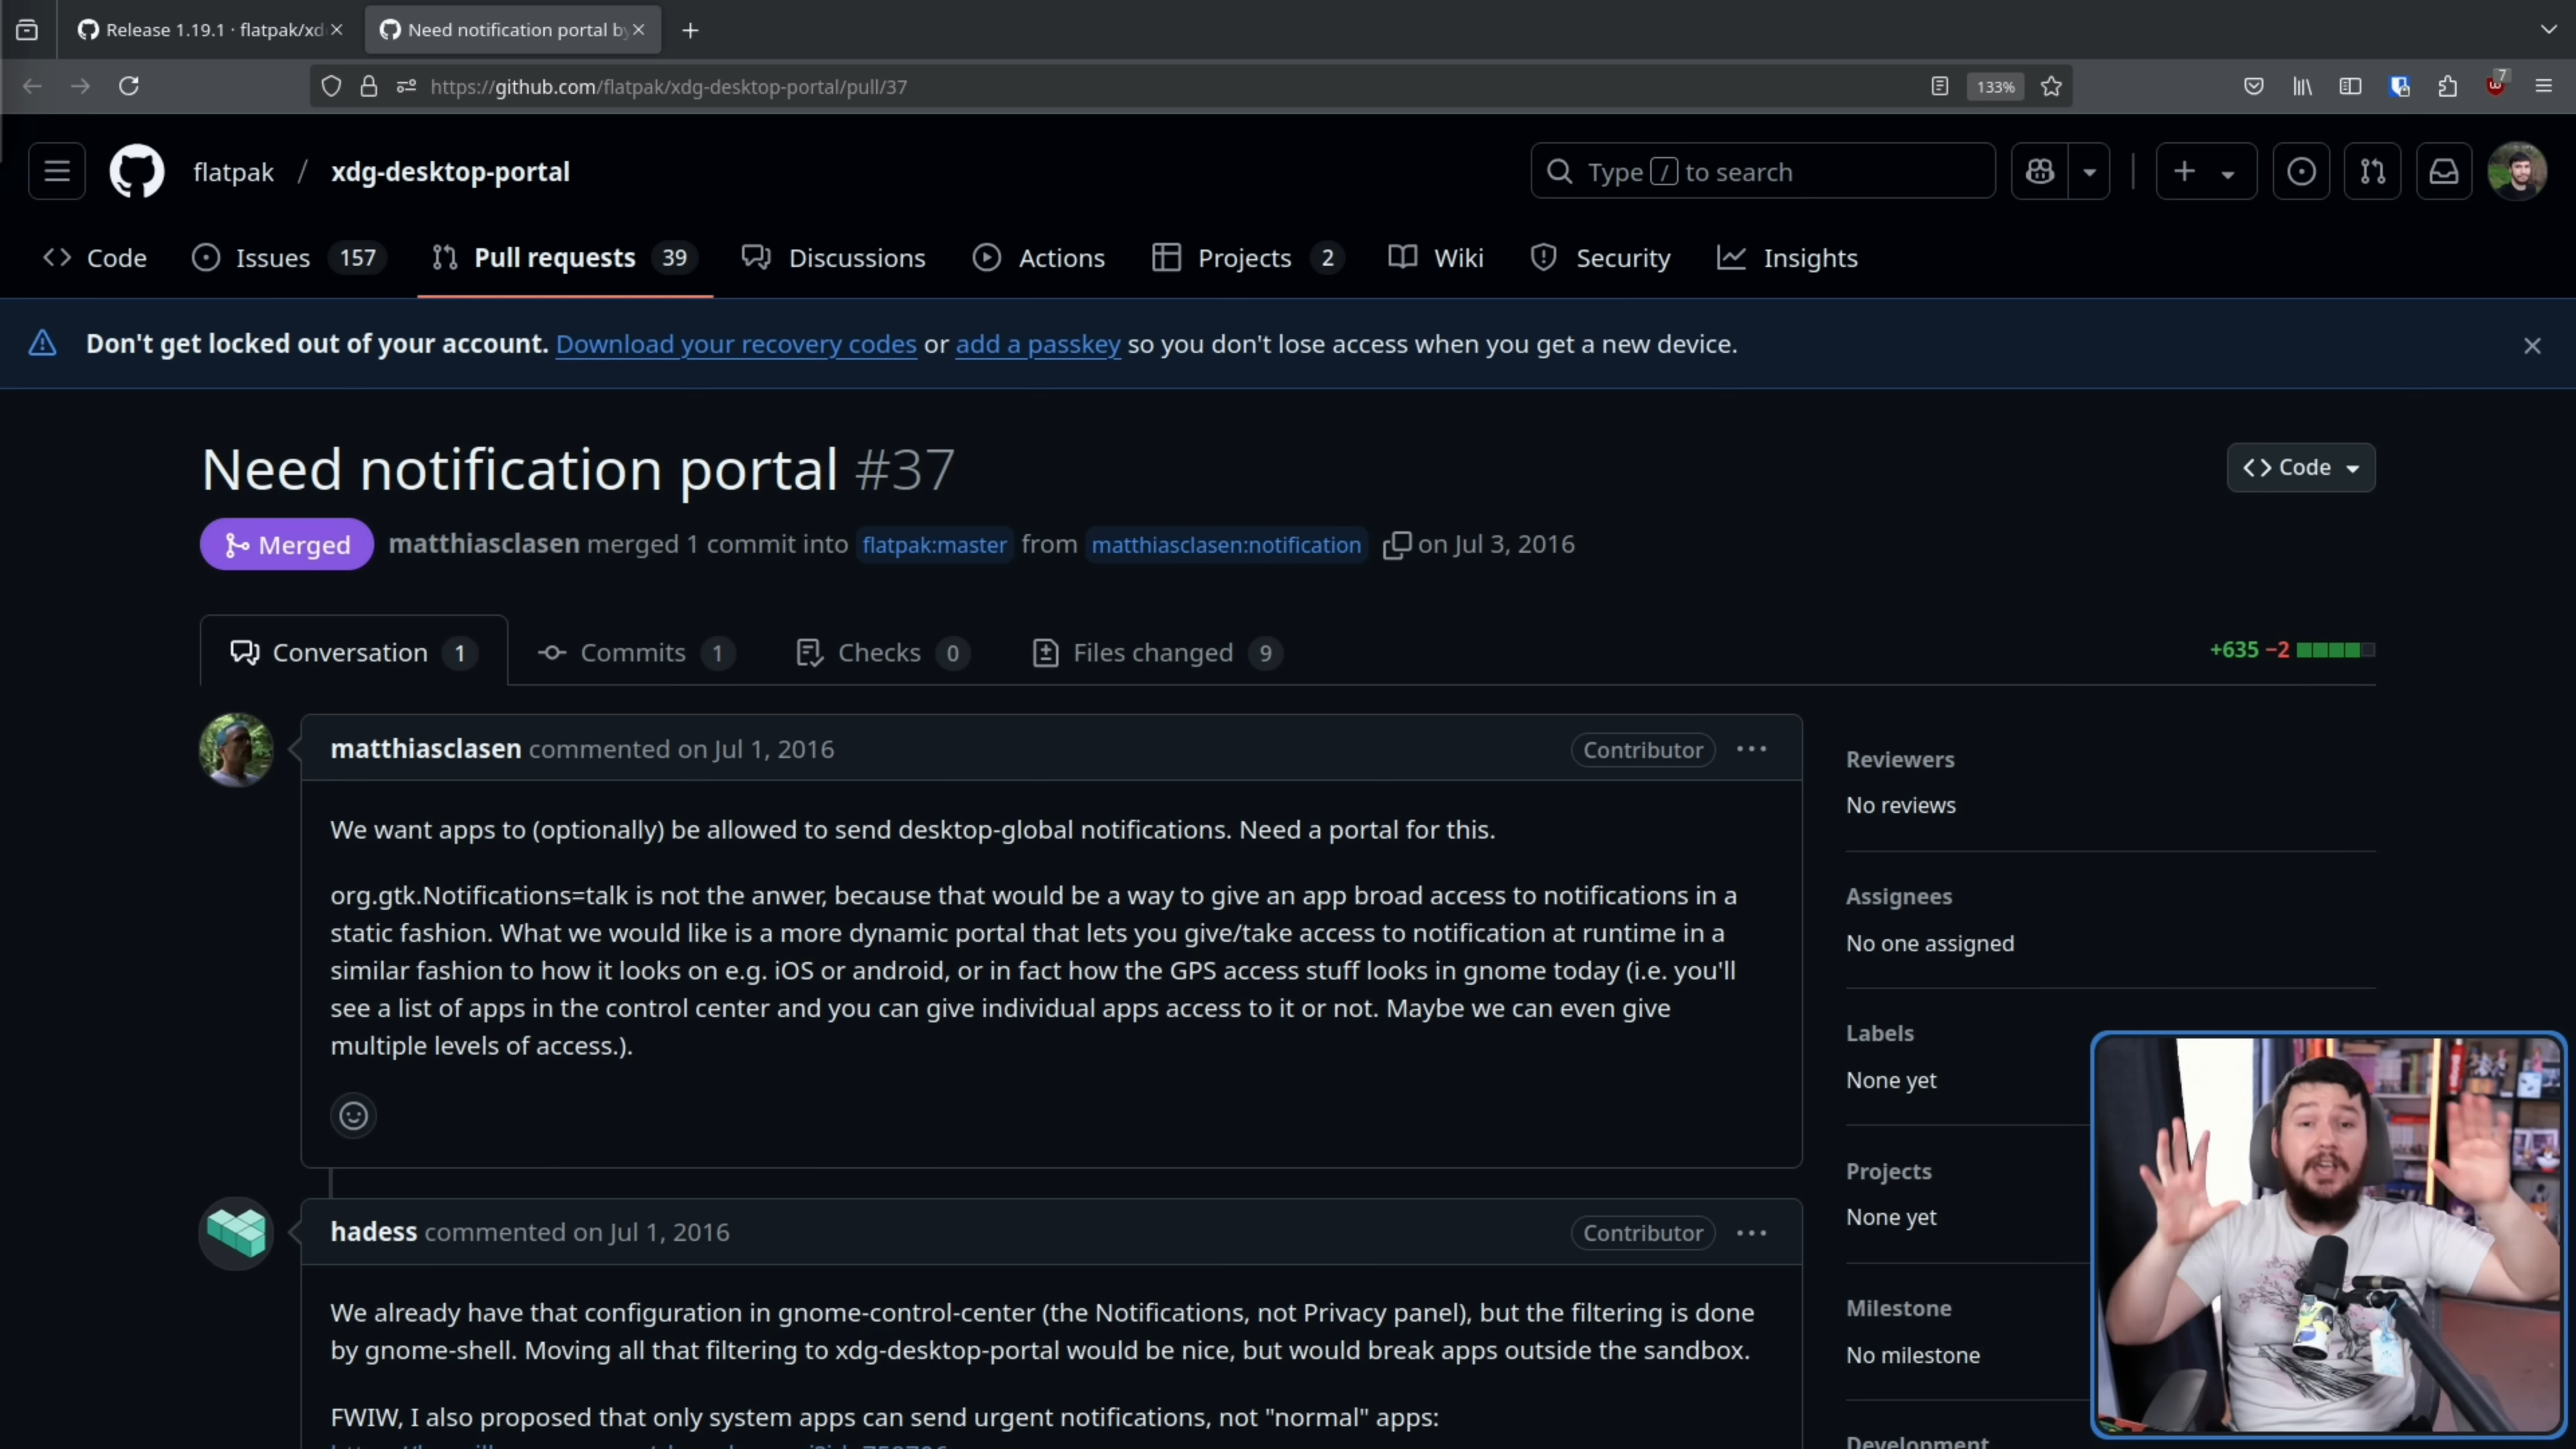 Release 1.19.1 · flatpak/xd
Need notification portal by
https://github.com/flatpak/xdg-desktop-portal/pull/37
133%
7
flatpak / xdg-desktop-portal
Type / to search
Code
Issues 157
Pull requests 39
Discussions
Actions
Projects 2
Wiki
Security
Insights
Don't get locked out of your account. Download your recovery codes or add a passkey so you don't lose access when you get a new device.
Need notification portal #37
Code
Merged
matthiasclasen merged 1 commit into flatpak:master from matthiasclasen:notification on Jul 3, 2016
Conversation 1
Commits 1
Checks 0
Files changed 9
+635 −2
matthiasclasen commented on Jul 1, 2016
Contributor
We want apps to (optionally) be allowed to send desktop-global notifications. Need a portal for this.
org.gtk.Notifications=talk is not the anwer, because that would be a way to give an app broad access to notifications in a
static fashion. What we would like is a more dynamic portal that lets you give/take access to notification at runtime in a
similar fashion to how it looks on e.g. iOS or android, or in fact how the GPS access stuff looks in gnome today (i.e. you'll
see a list of apps in the control center and you can give individual apps access to it or not. Maybe we can even give
multiple levels of access.).
hadess commented on Jul 1, 2016
Contributor
We already have that configuration in gnome-control-center (the Notifications, not Privacy panel), but the filtering is done
by gnome-shell. Moving all that filtering to xdg-desktop-portal would be nice, but would break apps outside the sandbox.
FWIW, I also proposed that only system apps can send urgent notifications, not "normal" apps:
Reviewers
No reviews
Assignees
No one assigned
Labels
None yet
Projects
None yet
Milestone
No milestone
Development